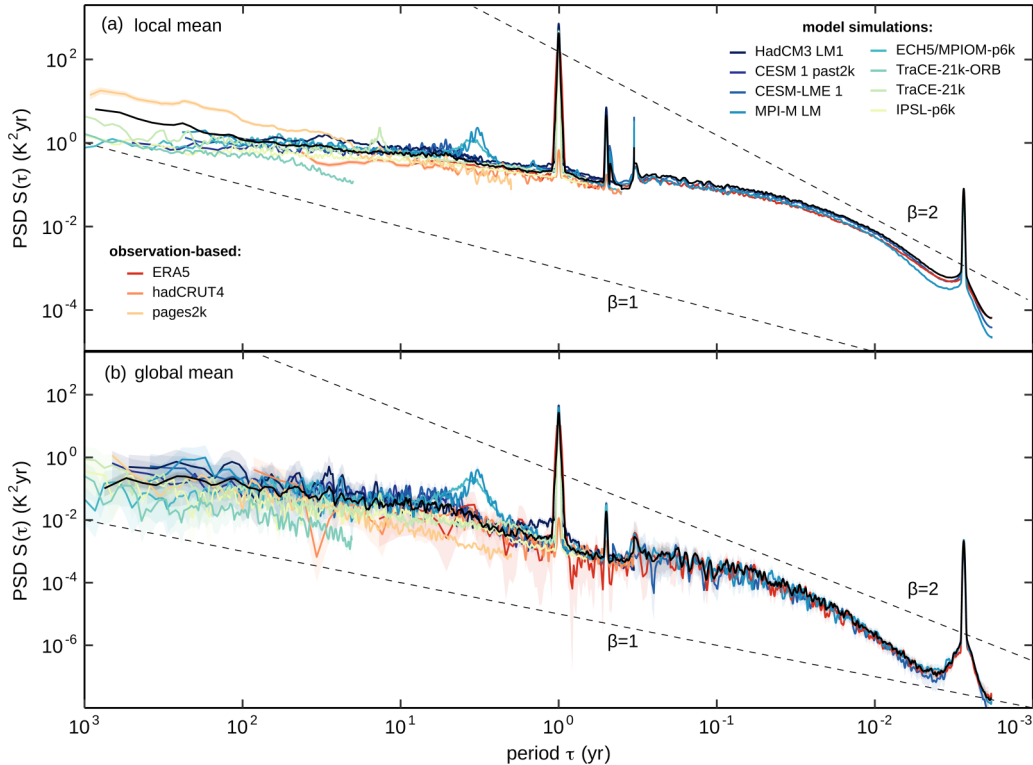 (a) local mean
model simulations:
HadCM3 LM1
CESM 1 past2k
CESM-LME 1
MPI-M LM
ECH5/MPIOM-p6k
TraCE-21k-ORB
TraCE-21k
IPSL-p6k
PSD S(τ) (K²yr)
10²
10⁰
10⁻²
10⁻⁴
β=2
β=1
observation-based:
ERA5
hadCRUT4
pages2k
(b) global mean
PSD S(τ) (K²yr)
10²
10⁰
10⁻²
10⁻⁴
10⁻⁶
β=2
β=1
10³ 10² 10¹ 10⁰ 10⁻¹ 10⁻² 10⁻³
period τ (yr)